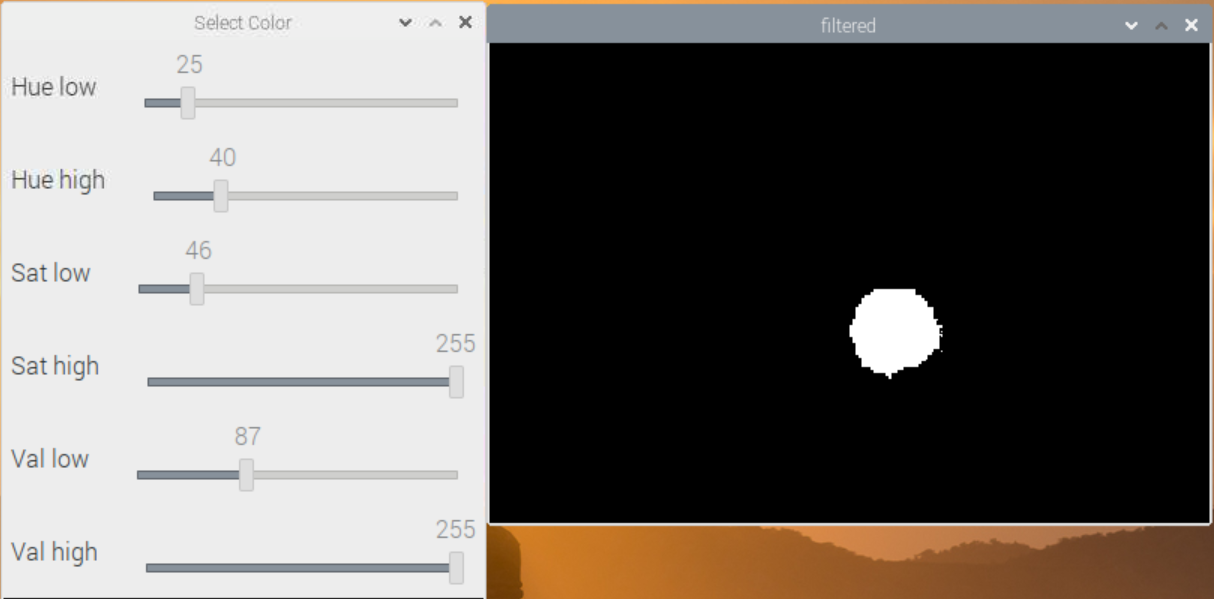 Select Color
filtered
25
Hue low
40
Hue high
46
Sat low
255
Sat high
87
Val low
255
Val high